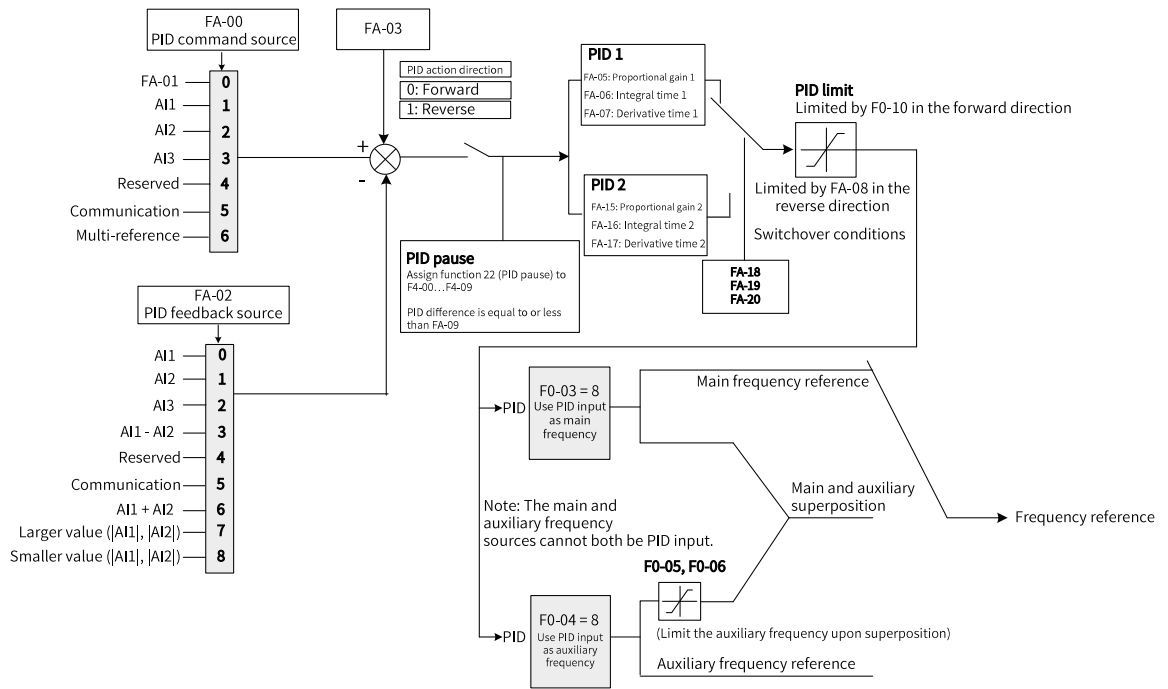 FA-00
PID command source
FA-01
0
AI1
1
AI2
2
AI3
3
Reserved
4
Communication
5
Multi-reference
6
FA-03
PID action direction
0: Forward
1: Reverse
+
-
PID pause
Assign function 22 (PID pause) to
F4-00...F4-09
PID difference is equal to or less
than FA-09
PID 1
FA-05: Proportional gain 1
FA-06: Integral time 1
FA-07: Derivative time 1
PID 2
FA-15: Proportional gain 2
FA-16: Integral time 2
FA-17: Derivative time 2
PID limit
Limited by F0-10 in the forward direction
Limited by FA-08 in the
reverse direction
Switchover conditions
FA-18
FA-19
FA-20
FA-02
PID feedback source
AI1
0
AI2
1
AI3
2
AI1 - AI2
3
Reserved
4
Communication
5
AI1 + AI2
6
Larger value (|AI1|, |AI2|)
7
Smaller value (|AI1|, |AI2|)
8
PID
F0-03 = 8
Use PID input
as main
frequency
Main frequency reference
Note: The main and
auxiliary frequency
sources cannot both be PID input.
Main and auxiliary
superposition
Frequency reference
F0-05, F0-06
PID
F0-04 = 8
Use PID input
as auxiliary
frequency
(Limit the auxiliary frequency upon superposition)
Auxiliary frequency reference